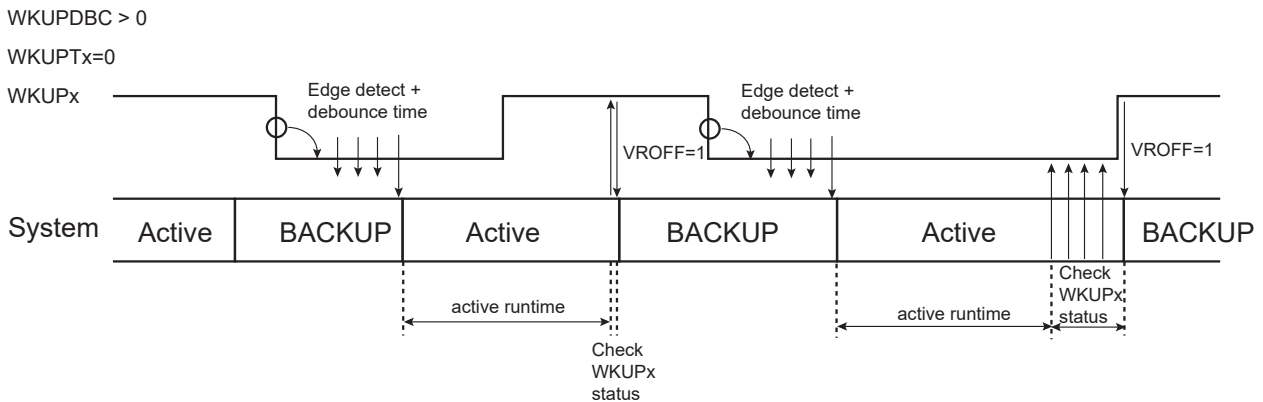 WKUPDBC > 0
WKUPTx=0
WKUPx
Edge detect +
debounce time
VROFF=1
Edge detect +
debounce time
VROFF=1
System
Active
BACKUP
Active
BACKUP
Active
BACKUP
active runtime
Check
WKUPx
status
active runtime
Check
WKUPx
status